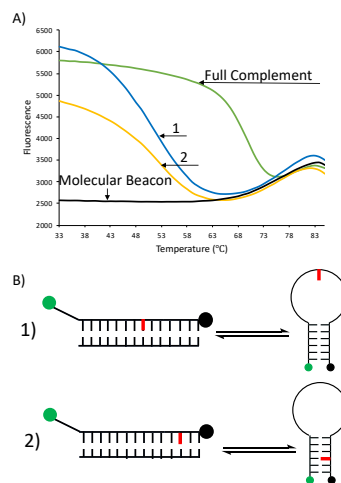 A)
6500
6000
5500
5000
4500
4000
3500
3000
2500
2000
Fluorescence
Full Complement
1
2
Molecular Beacon
33 38 43 48 53 58 63 68 73 78 83
Temperature (°C)
B)
1)
2)